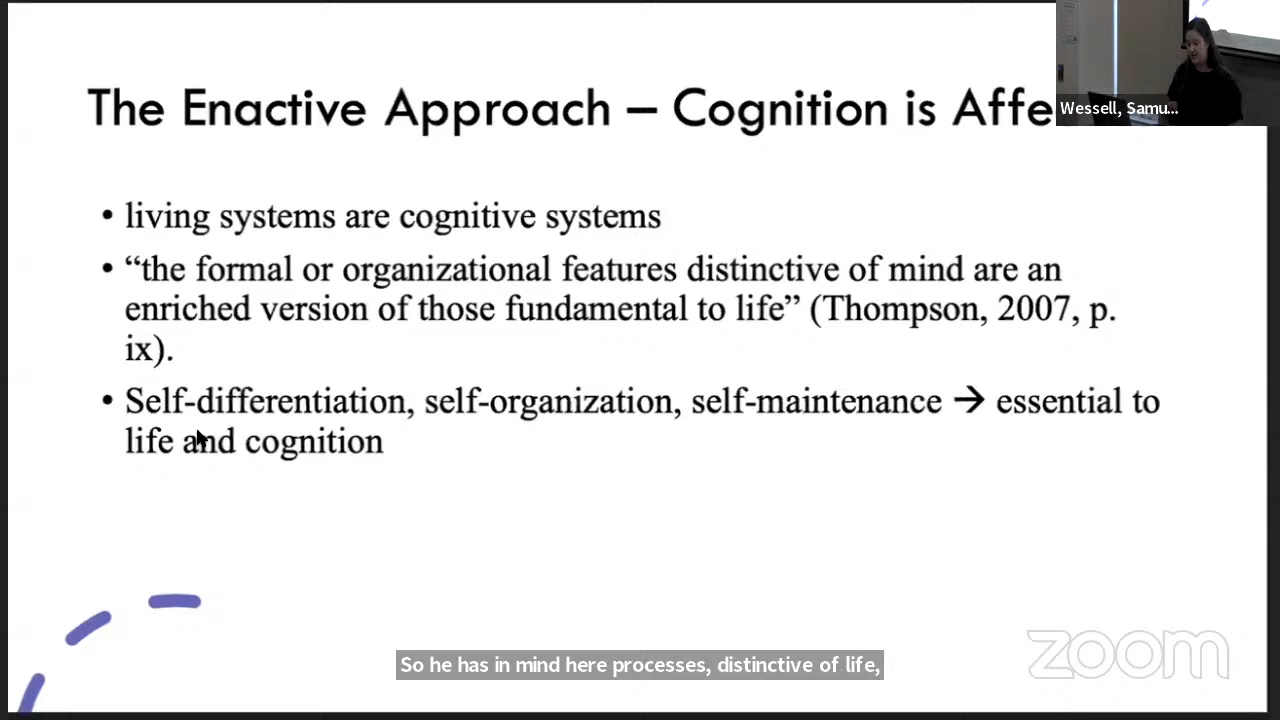 The Enactive Approach – Cognition is Affe
Wessell, Samu...
• living systems are cognitive systems
• “the formal or organizational features distinctive of mind are an
enriched version of those fundamental to life” (Thompson, 2007, p.
ix).
• Self-differentiation, self-organization, self-maintenance → essential to
life and cognition
So he has in mind here processes, distinctive of life,
zoom